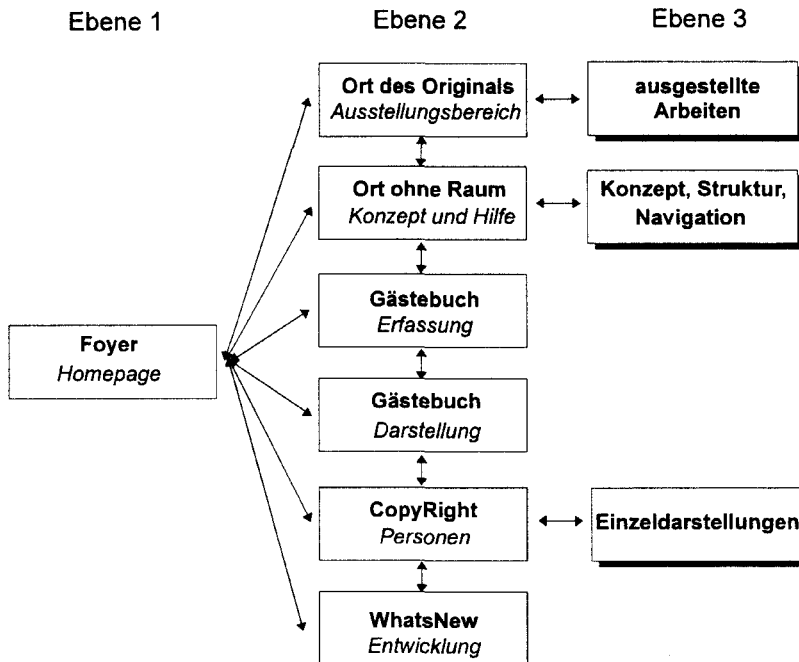 Ebene 1
Ebene 2
Ebene 3
Ort des Originals
Ausstellungsbereich
ausgestellte
Arbeiten
Ort ohne Raum
Konzept und Hilfe
Konzept, Struktur,
Navigation
Gästebuch
Erfassung
Foyer
Homepage
Gästebuch
Darstellung
CopyRight
Personen
Einzeldarstellungen
WhatsNew
Entwicklung